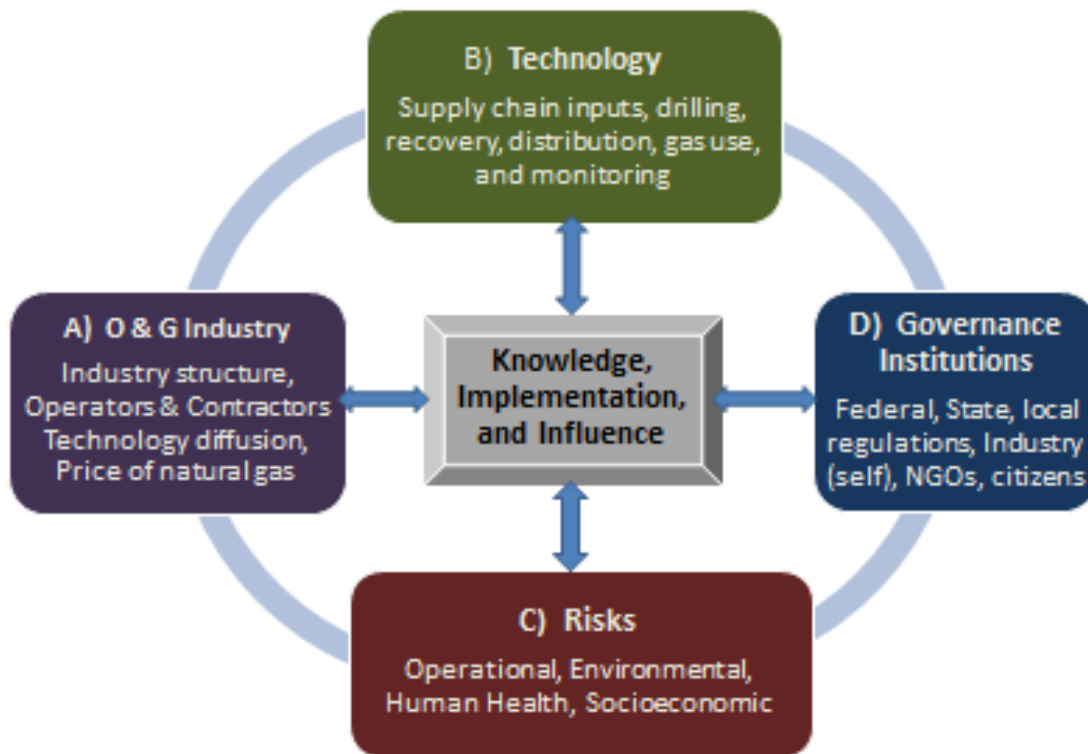 B) Technology
Supply chain inputs, drilling,
recovery, distribution, gas use,
and monitoring
A) O & G Industry
Industry structure,
Operators & Contractors
Technology diffusion,
Price of natural gas
Knowledge,
Implementation,
and Influence
D) Governance
Institutions
Federal, State, local
regulations, Industry
(self), NGOs, citizens
C) Risks
Operational, Environmental,
Human Health, Socioeconomic